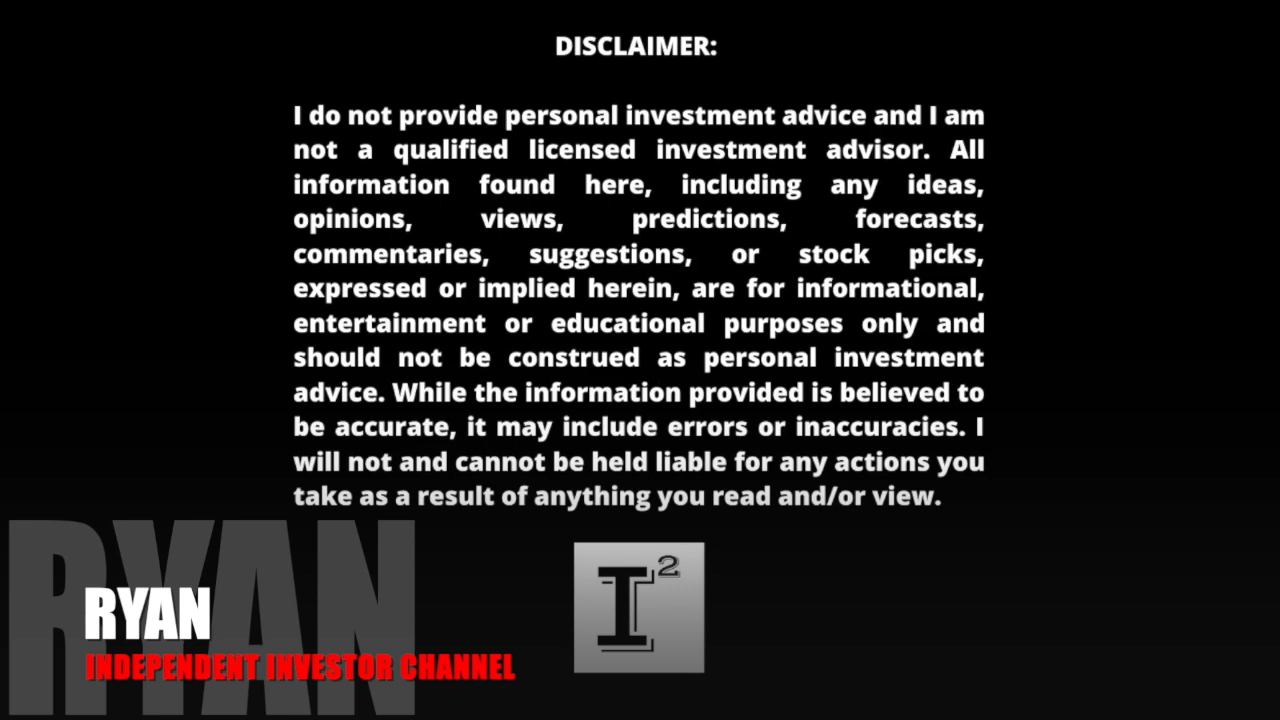 DISCLAIMER:
I do not provide personal investment advice and I am
not a qualified licensed investment advisor. All
information found here, including any ideas,
opinions, views, predictions, forecasts,
commentaries, suggestions, or stock picks,
expressed or implied herein, are for informational,
entertainment or educational purposes only and
should not be construed as personal investment
advice. While the information provided is believed to
be accurate, it may include errors or inaccuracies. I
will not and cannot be held liable for any actions you
take as a result of anything you read and/or view.
RYAN
RYAN
INDEPENDENT INVESTOR CHANNEL
I²